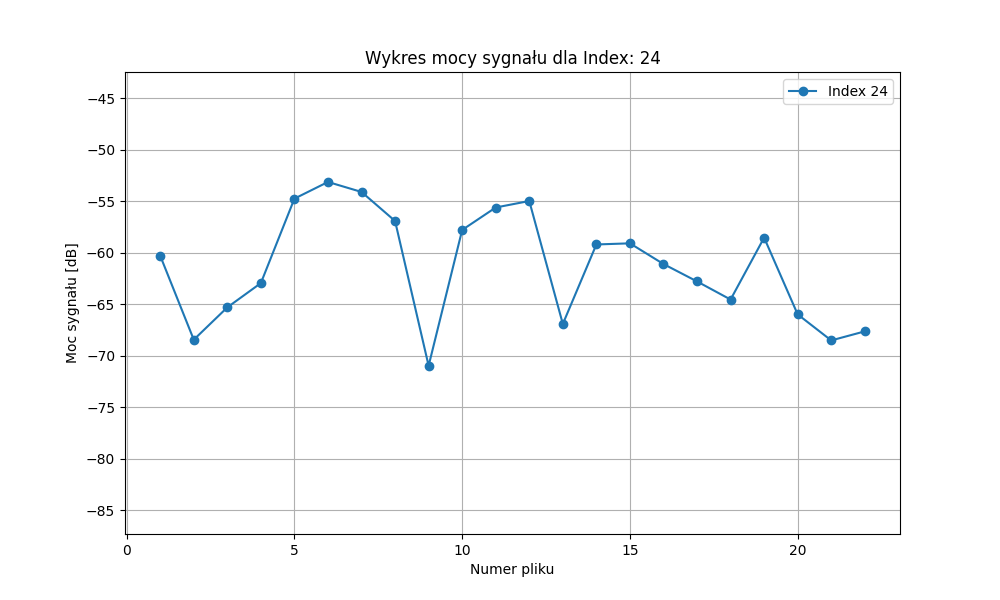 Wykres mocy sygnału dla Index: 24
Index 24
−45
−50
−55
−60
−65
−70
−75
−80
−85
Moc sygnału [dB]
0 5 10 15 20
Numer pliku